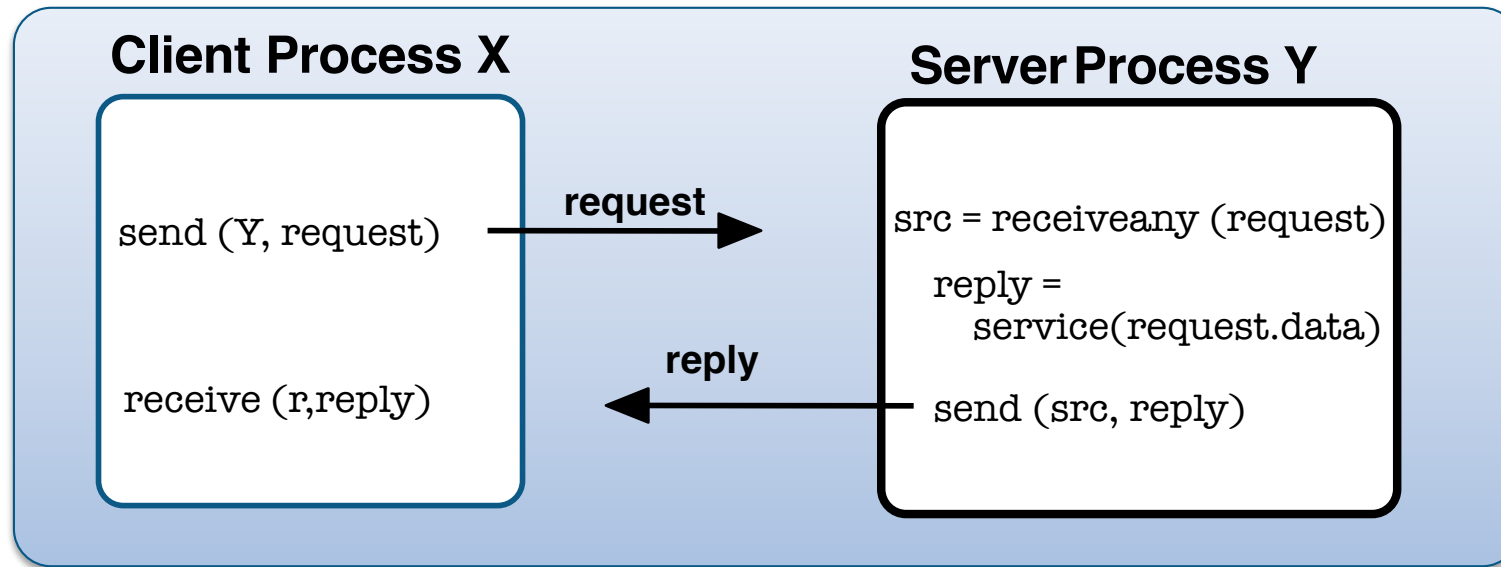 Client Process X
Server Process Y
send (Y, request)
request
src = receiveany (request)
reply =
service(request.data)
reply
receive (r,reply)
send (src, reply)